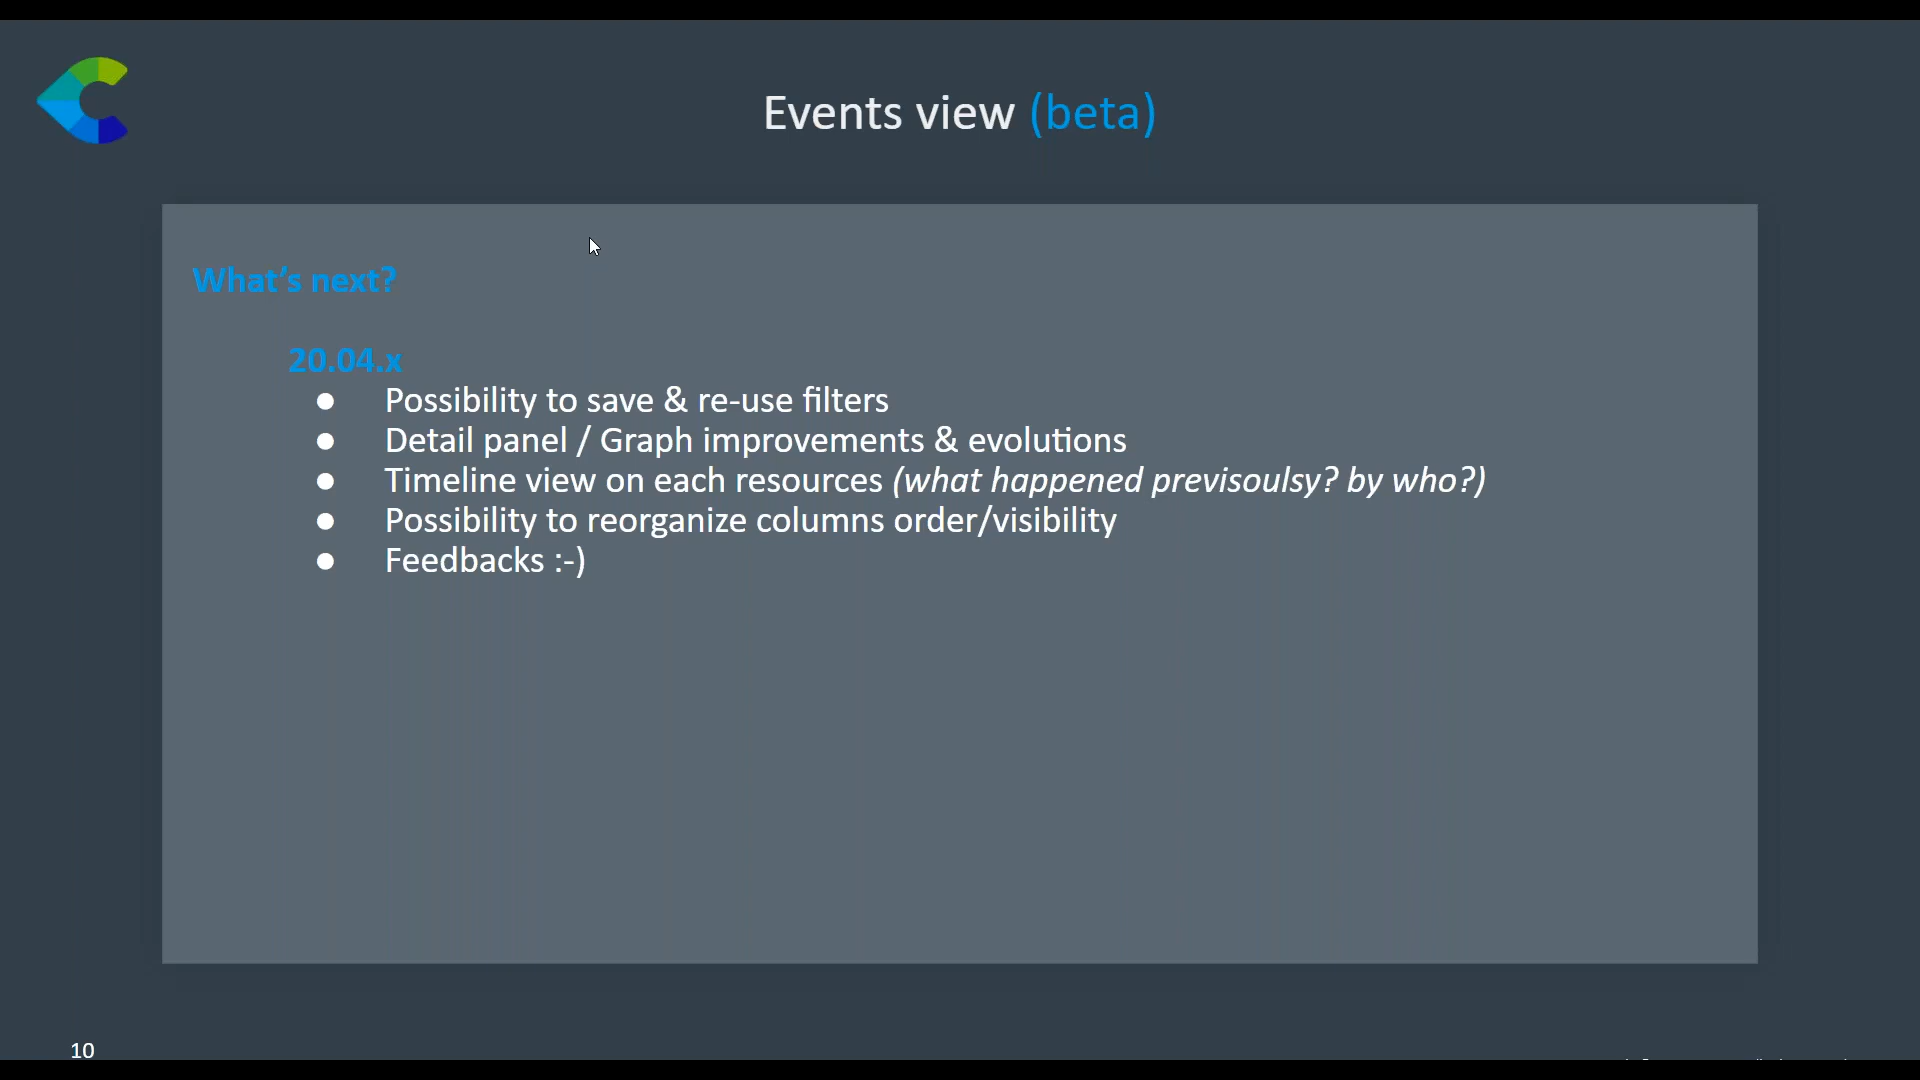 Events view (beta)
What's next?
20.04.x
● Possibility to save & re-use filters
● Detail panel / Graph improvements & evolutions
● Timeline view on each resources (what happened previsoulsy? by who?)
● Possibility to reorganize columns order/visibility
● Feedbacks :-)
10